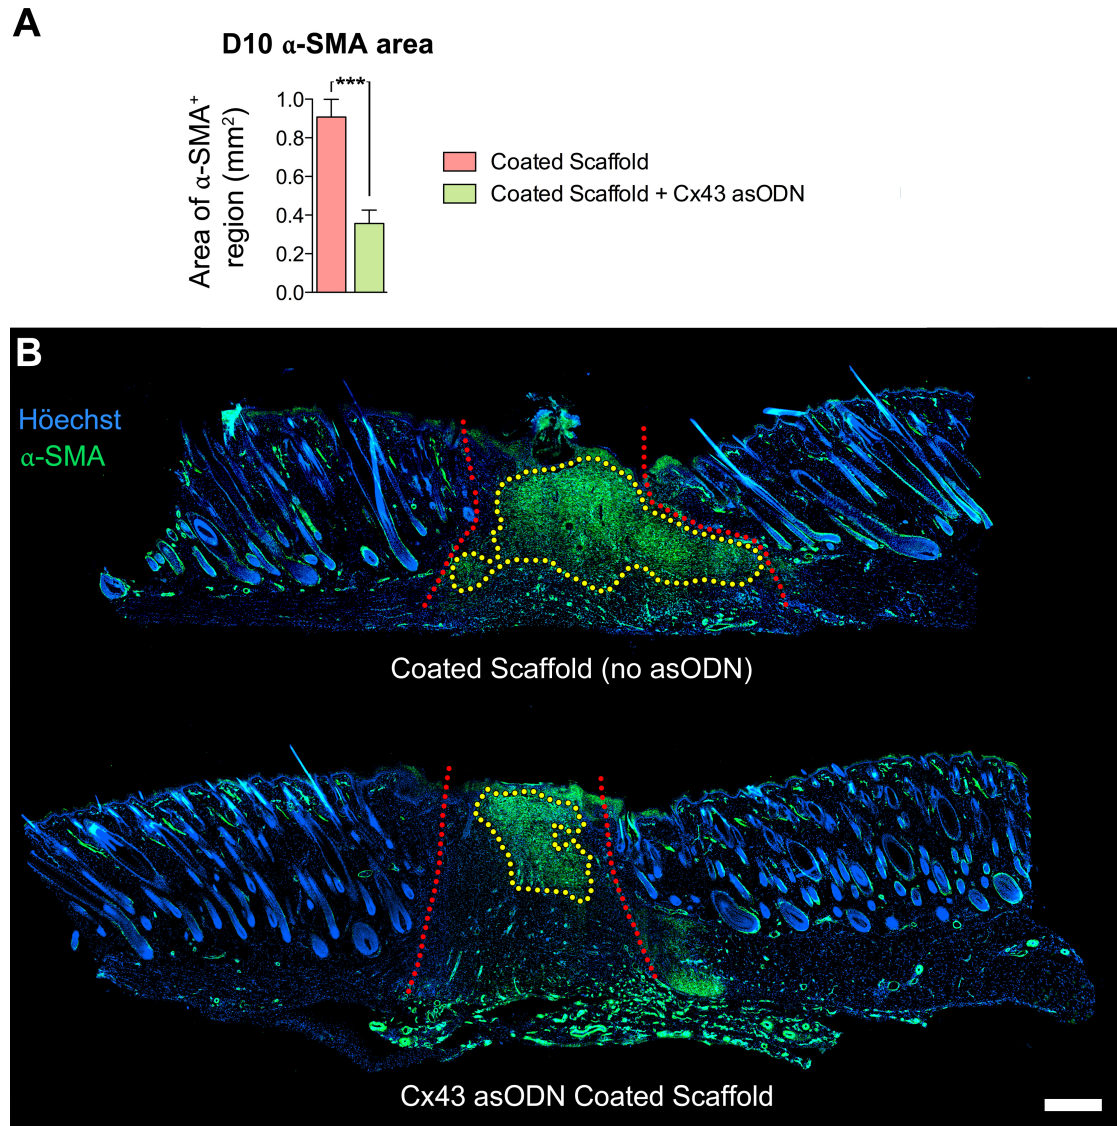 A
D10 α-SMA area
***
Area of α-SMA⁺
region (mm²)
1.0
0.8
0.6
0.4
0.2
0.0
Coated Scaffold
Coated Scaffold + Cx43 asODN
B
Höechst
α-SMA
Coated Scaffold (no asODN)
Cx43 asODN Coated Scaffold